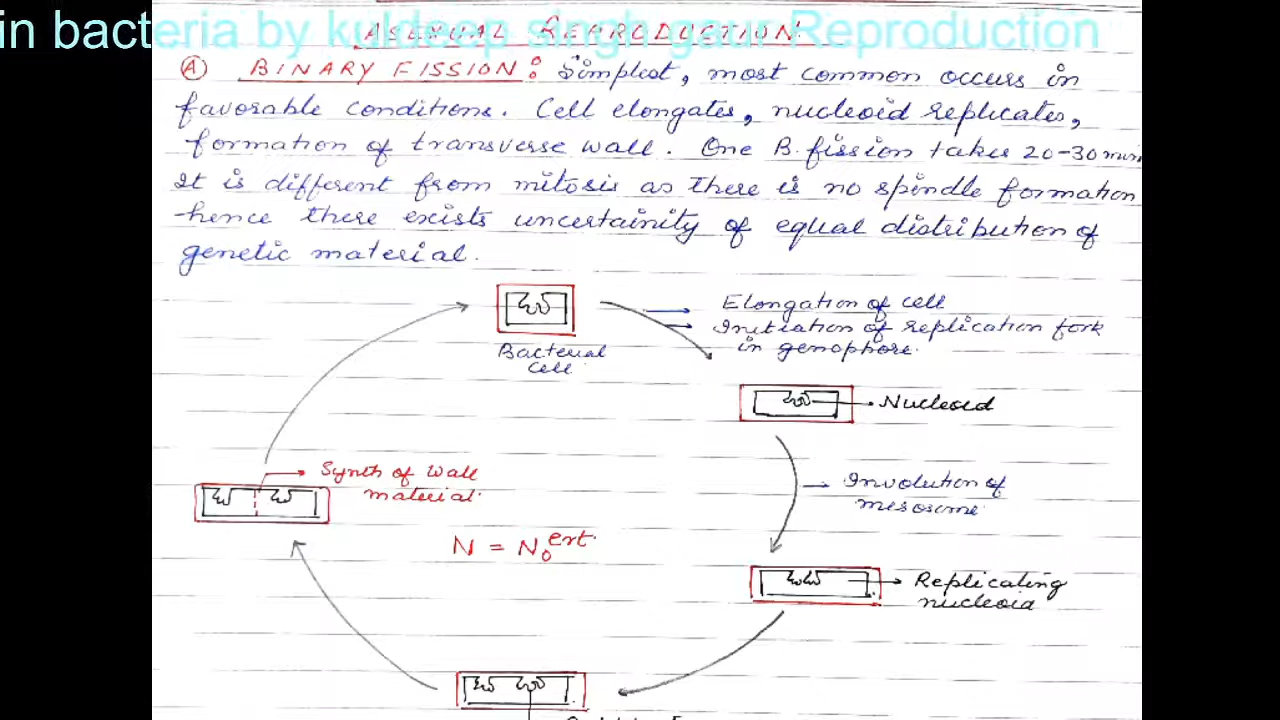 in bacteria by kuldeep singh gaur Reproduction
ASEXUAL REPRODUCTION:
(A) BINARY FISSION: Simplest, most common occurs in
favorable conditions. Cell elongates, nucleoid replicates,
formation of transverse wall. One B. fission takes 20-30 min
It is different from mitosis as there is no spindle formation
hence there exists uncertainity of equal distribution of
genetic material.
Elongation of cell
Initiation of replication fork
in genophore.
Bacterial
cell
Nucleoid
Synth of wall
material.
Involution of
mesosome
N = N₀ert.
Replicating
nucleoid